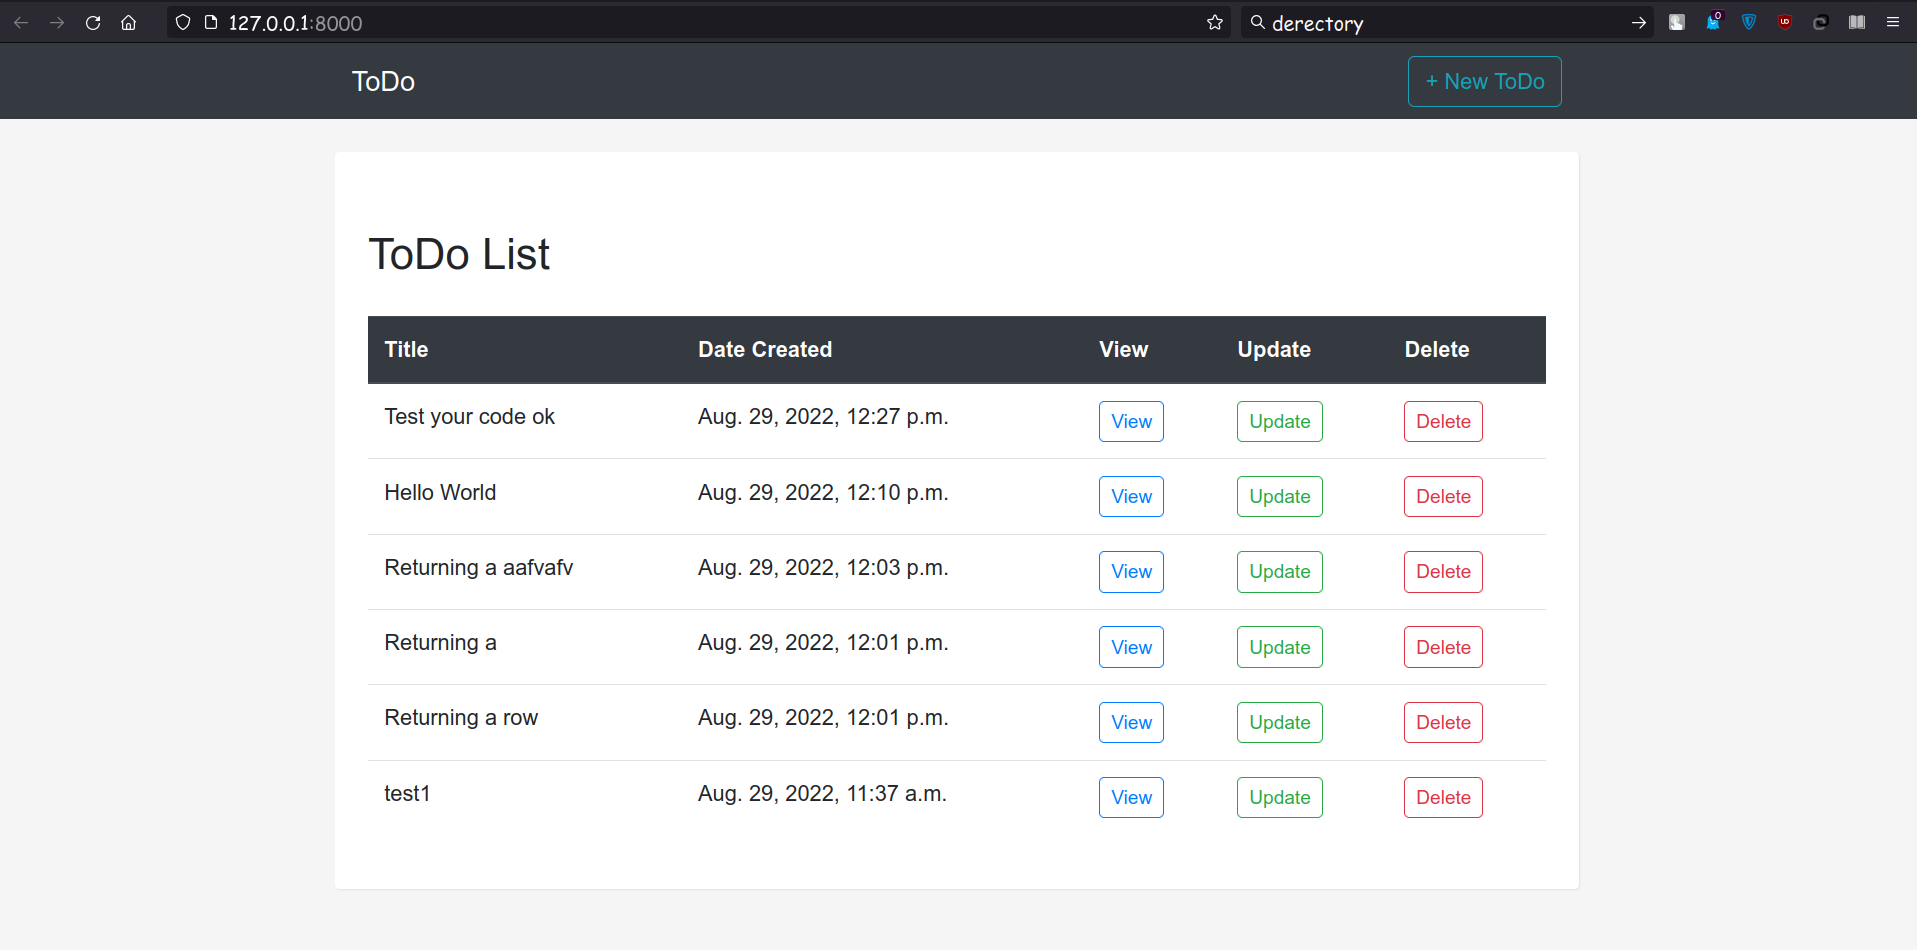 127.0.0.1:8000
derectory
0
UD
ToDo
+ New ToDo
ToDo List
Title Date Created View Update Delete
Test your code ok Aug. 29, 2022, 12:27 p.m. View Update Delete
Hello World Aug. 29, 2022, 12:10 p.m. View Update Delete
Returning a aafvafv Aug. 29, 2022, 12:03 p.m. View Update Delete
Returning a Aug. 29, 2022, 12:01 p.m. View Update Delete
Returning a row Aug. 29, 2022, 12:01 p.m. View Update Delete
test1 Aug. 29, 2022, 11:37 a.m. View Update Delete